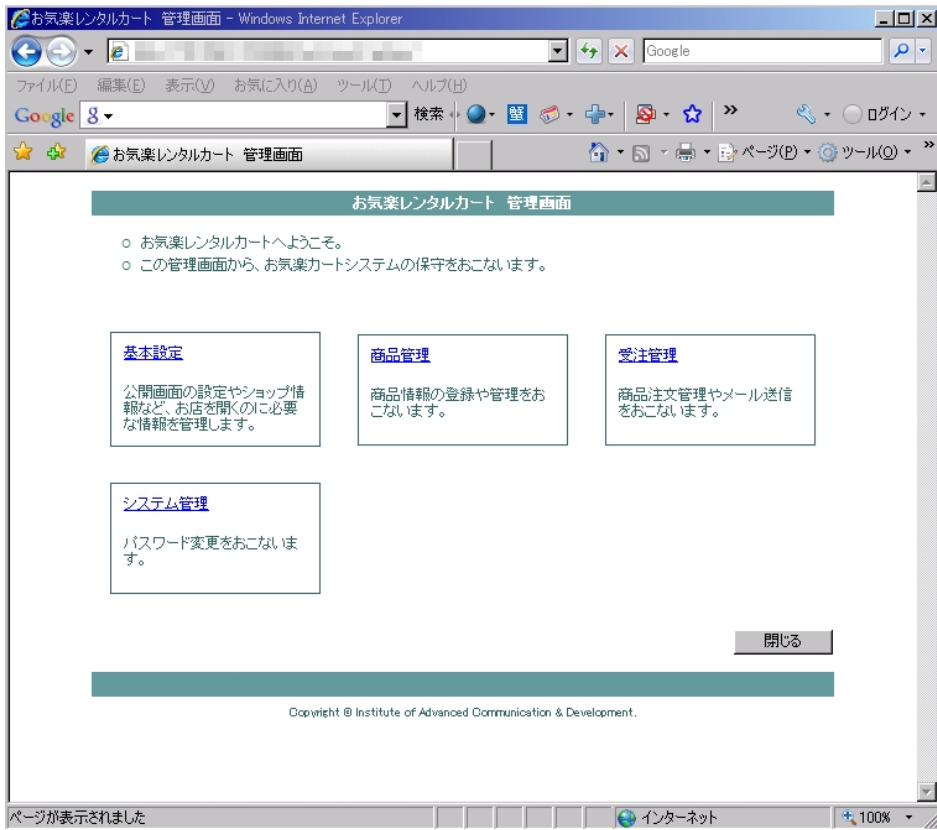 お気楽レンタルカート 管理画面 - Windows Internet Explorer
Google
ファイル(F) 編集(E) 表示(V) お気に入り(A) ツール(T) ヘルプ(H)
Google 検索 蟹 » ログイン
お気楽レンタルカート 管理画面 ページ(P) ツール(O) »
お気楽レンタルカート 管理画面
お気楽レンタルカートへようこそ。
この管理画面から、お気楽カートシステムの保守をおこないます。
基本設定
公開画面の設定やショップ情
報など、お店を開くのに必要
な情報を管理します。
商品管理
商品情報の登録や管理をお
こないます。
受注管理
商品注文管理やメール送信
をおこないます。
システム管理
パスワード変更をおこないま
す。
閉じる
Copyright © Institute of Advanced Communication & Development.
ページが表示されました インターネット 100%